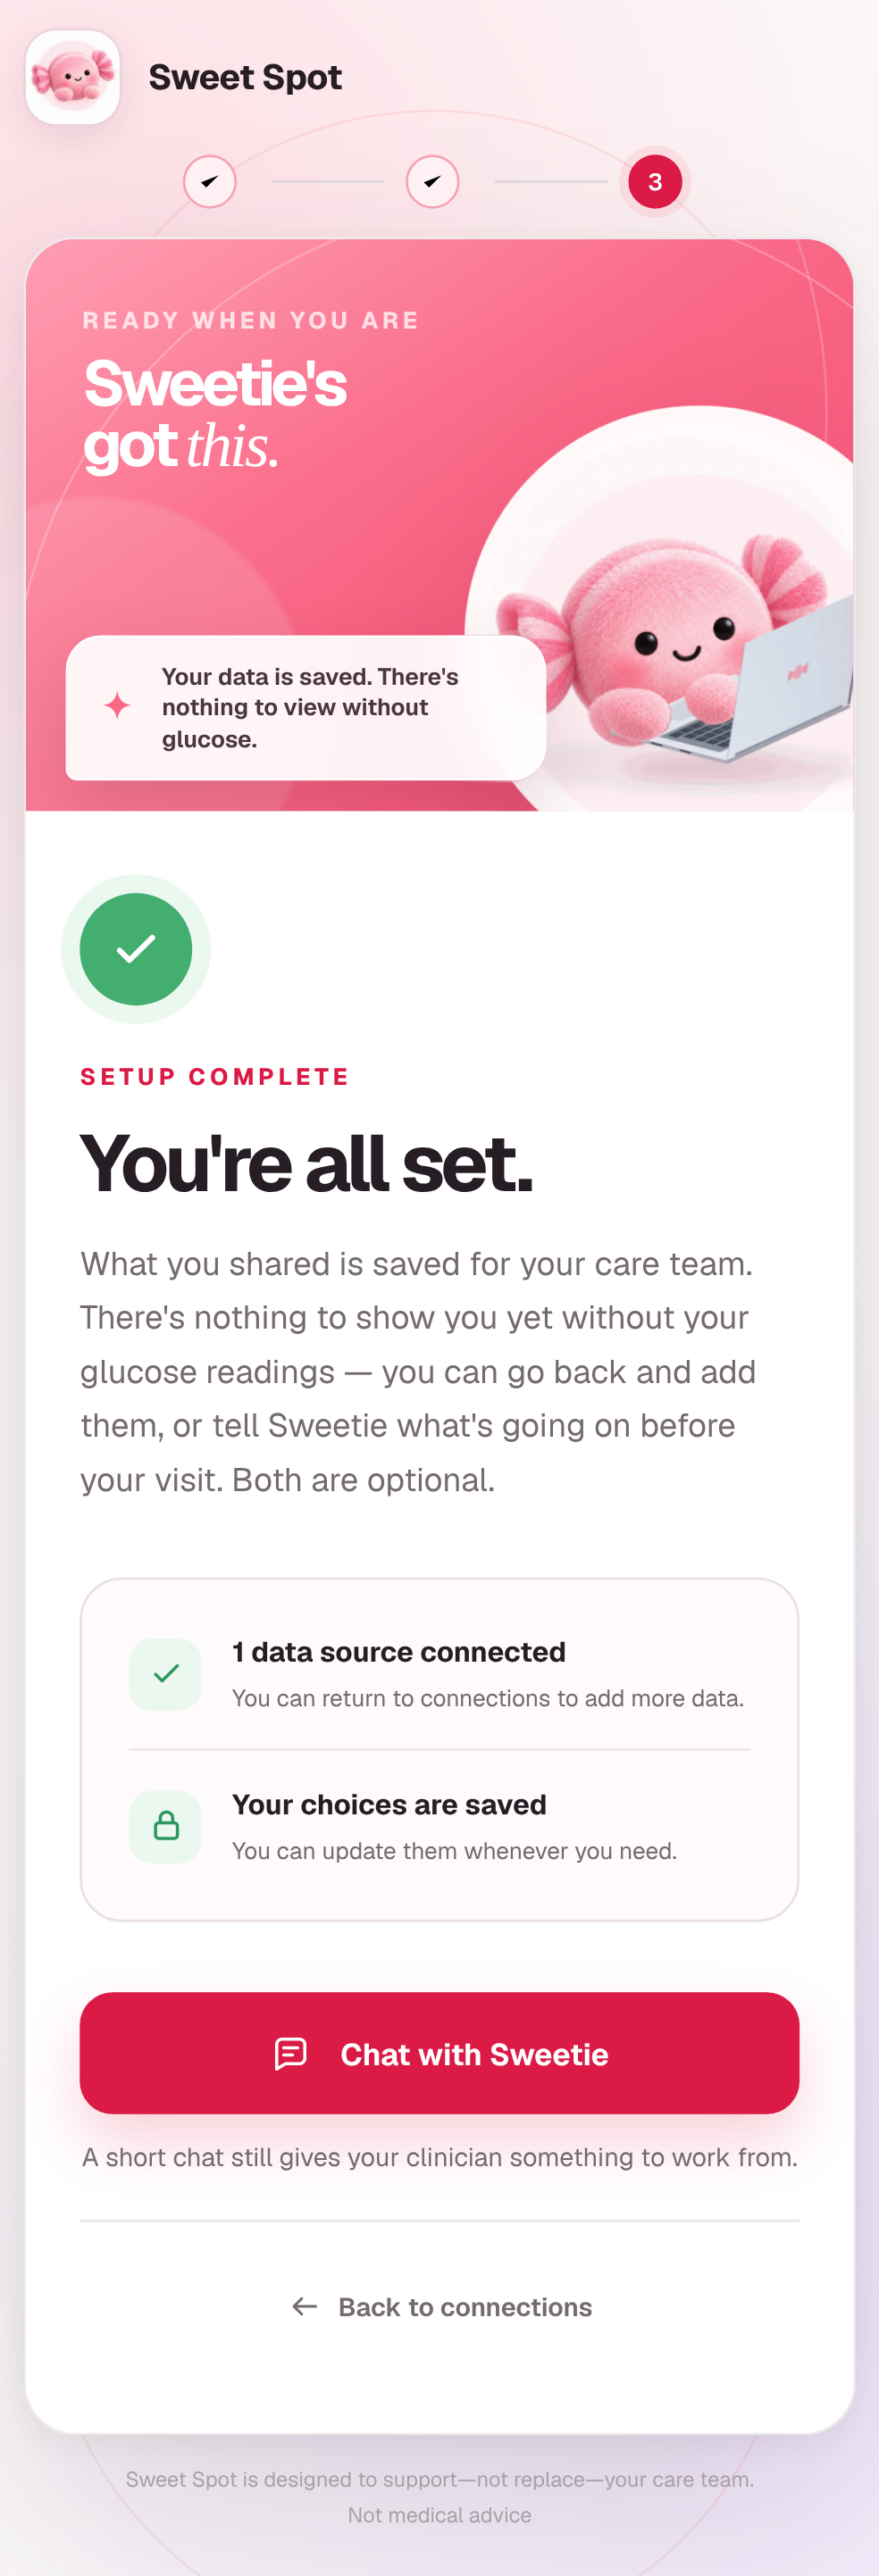 Sweet Spot
3
READY WHEN YOU ARE
Sweetie's
got this.
Your data is saved. There's
nothing to view without
glucose.
SETUP COMPLETE
You're all set.
What you shared is saved for your care team.
There's nothing to show you yet without your
glucose readings — you can go back and add
them, or tell Sweetie what's going on before
your visit. Both are optional.
1 data source connected
You can return to connections to add more data.
Your choices are saved
You can update them whenever you need.
Chat with Sweetie
A short chat still gives your clinician something to work from.
Back to connections
Sweet Spot is designed to support—not replace—your care team.
Not medical advice